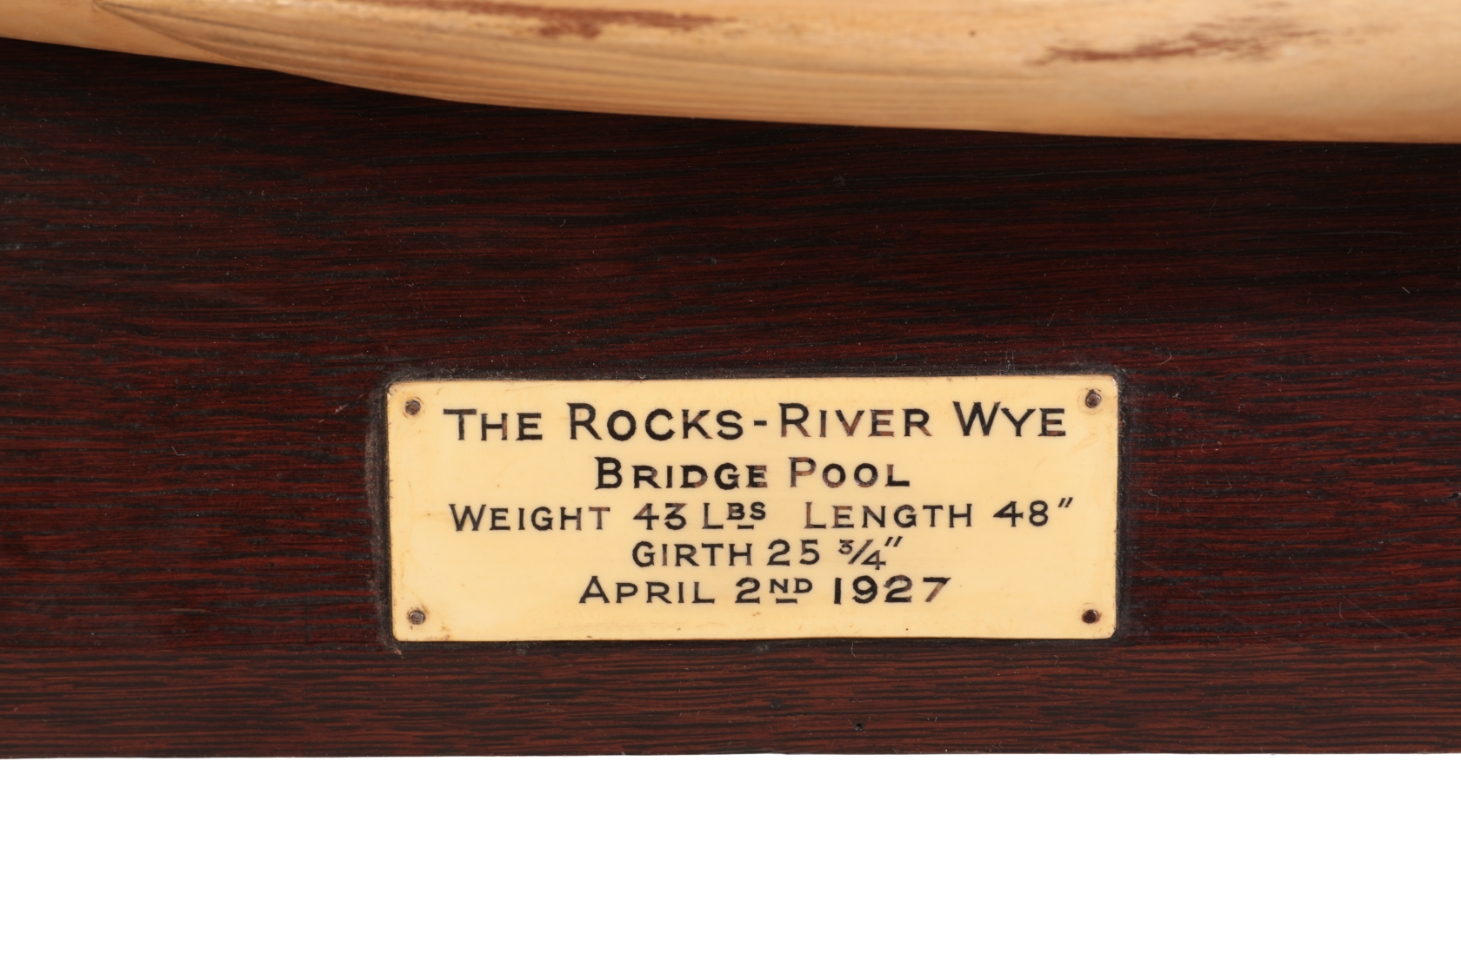 THE ROCKS-RIVER WYE
BRIDGE POOL
WEIGHT 43 LBS LENGTH 48"
GIRTH 25 3/4"
APRIL 2ND 1927